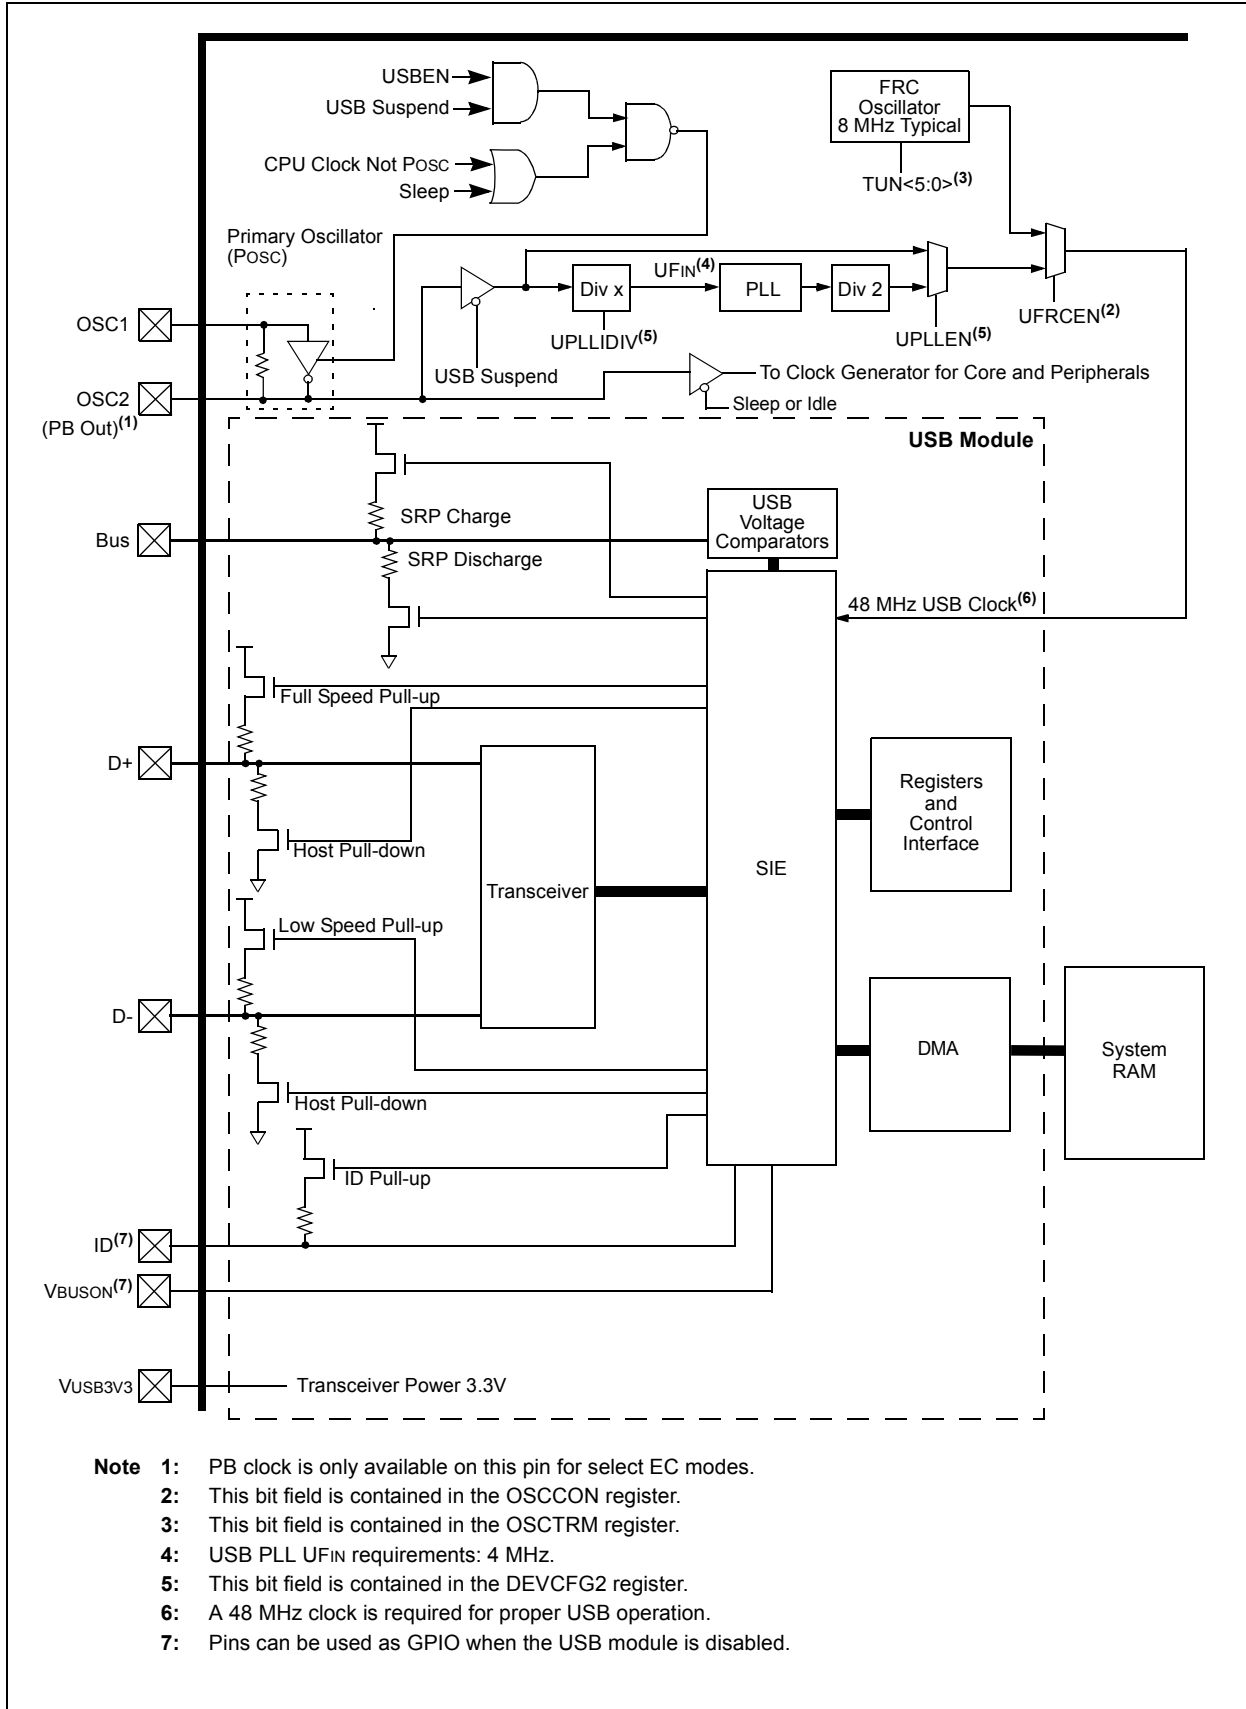 USBEN
USB Suspend
CPU Clock Not POSC
Sleep
FRC
Oscillator
8 MHz Typical
TUN<5:0>(3)
Primary Oscillator
(POSC)
UFIN(4)
Div x
PLL
Div 2
UFRCEN(2)
OSC1
UPLLIDIV(5)
UPLLEN(5)
USB Suspend
To Clock Generator for Core and Peripherals
OSC2
(PB Out)(1)
Sleep or Idle
USB Module
USB
Voltage
Comparators
SRP Charge
Bus
SRP Discharge
48 MHz USB Clock(6)
Full Speed Pull-up
D+
Registers
and
Control
Interface
Host Pull-down
SIE
Transceiver
Low Speed Pull-up
D-
DMA
System
RAM
Host Pull-down
ID Pull-up
ID(7)
VBUSON(7)
VUSB3V3
Transceiver Power 3.3V
Note 1: PB clock is only available on this pin for select EC modes.
2: This bit field is contained in the OSCCON register.
3: This bit field is contained in the OSCTRM register.
4: USB PLL UFIN requirements: 4 MHz.
5: This bit field is contained in the DEVCFG2 register.
6: A 48 MHz clock is required for proper USB operation.
7: Pins can be used as GPIO when the USB module is disabled.